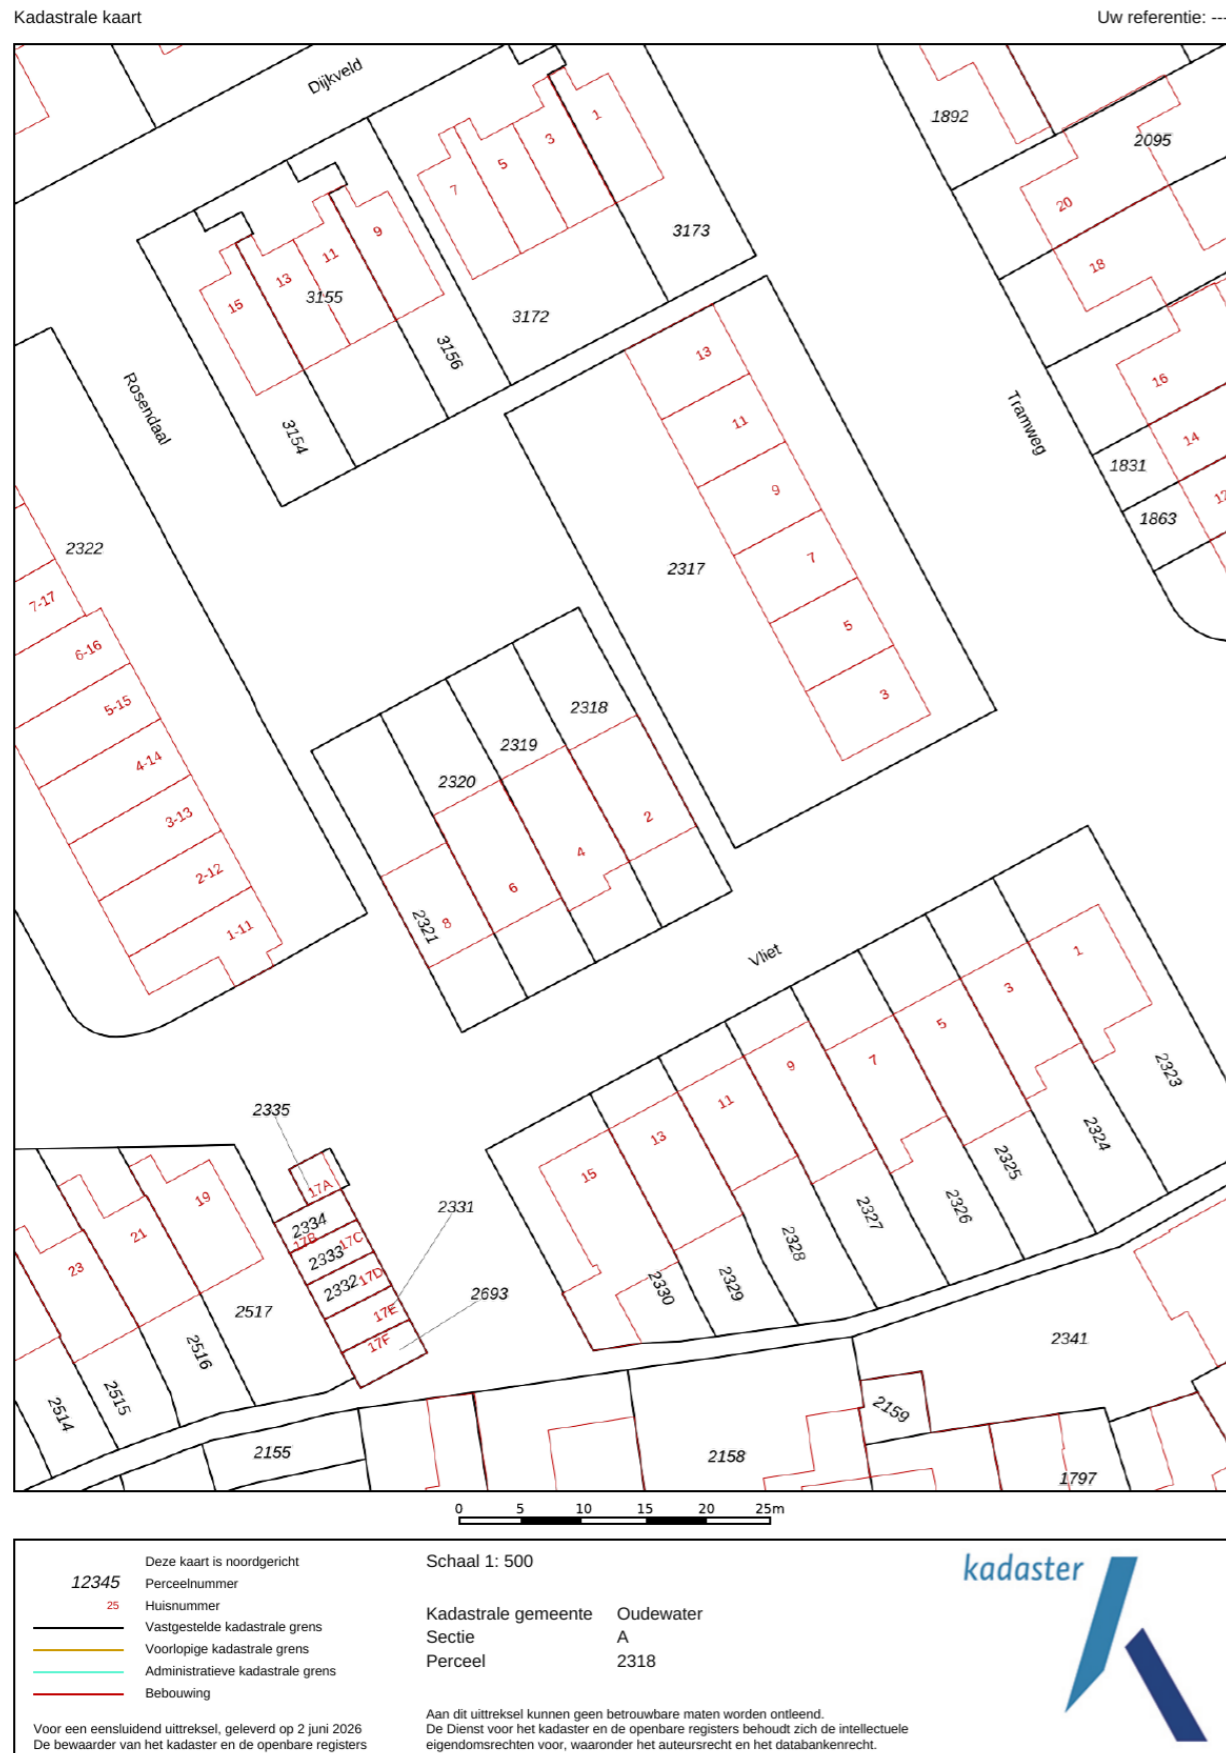 Kadastrale kaart
Uw referentie: ---
Dijkveld
1892
2095
1
3
5
7
9
11
13
15
20
18
3173
3155
3172
3156
3154
Rosendaal
Tramweg
16
14
12
1831
1863
13
11
9
7
5
3
2317
2322
7-17
6-16
5-15
4-14
3-13
2-12
1-11
2318
2319
2320
2321
2
4
6
8
Vliet
1
3
5
7
9
11
13
15
2323
2324
2325
2326
2327
2328
2329
2330
2335
17A
2334
17B
17C
2333
2332
17D
17E
17F
2331
2693
19
21
23
2517
2516
2515
2514
2341
2159
2155
2158
1797
0 5 10 15 20 25m
Deze kaart is noordgericht
12345 Perceelnummer
25 Huisnummer
Vastgestelde kadastrale grens
Voorlopige kadastrale grens
Administratieve kadastrale grens
Bebouwing
Voor een eensluidend uittreksel, geleverd op 2 juni 2026
De bewaarder van het kadaster en de openbare registers
Schaal 1: 500
Kadastrale gemeente Oudewater
Sectie A
Perceel 2318
Aan dit uittreksel kunnen geen betrouwbare maten worden ontleend.
De Dienst voor het kadaster en de openbare registers behoudt zich de intellectuele
eigendomsrechten voor, waaronder het auteursrecht en het databankenrecht.
kadaster